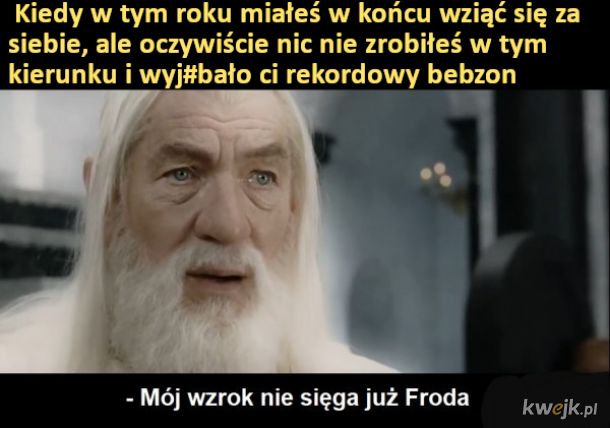 Kiedy w tym roku miałeś w końcu wziąć się za
siebie, ale oczywiście nic nie zrobiłeś w tym
kierunku i wyj#bało ci rekordowy bebzon
- Mój wzrok nie sięga już Froda
kwejk.pl